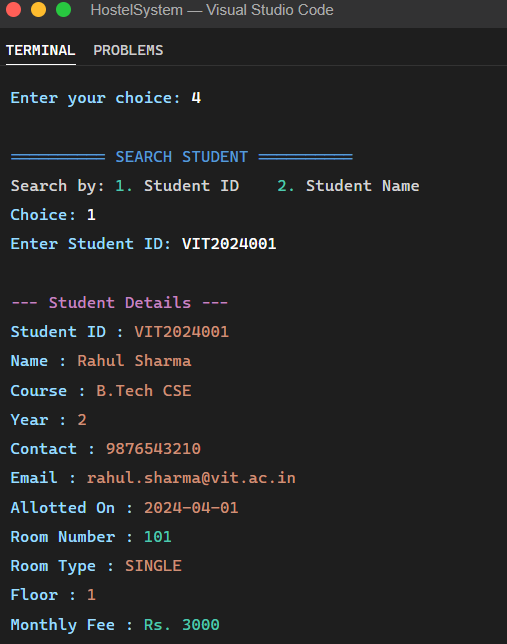 HostelSystem — Visual Studio Code
TERMINAL PROBLEMS
Enter your choice: 4
========== SEARCH STUDENT ==========
Search by: 1. Student ID    2. Student Name
Choice: 1
Enter Student ID: VIT2024001
--- Student Details ---
Student ID : VIT2024001
Name : Rahul Sharma
Course : B.Tech CSE
Year : 2
Contact : 9876543210
Email : rahul.sharma@vit.ac.in
Allotted On : 2024-04-01
Room Number : 101
Room Type : SINGLE
Floor : 1
Monthly Fee : Rs. 3000